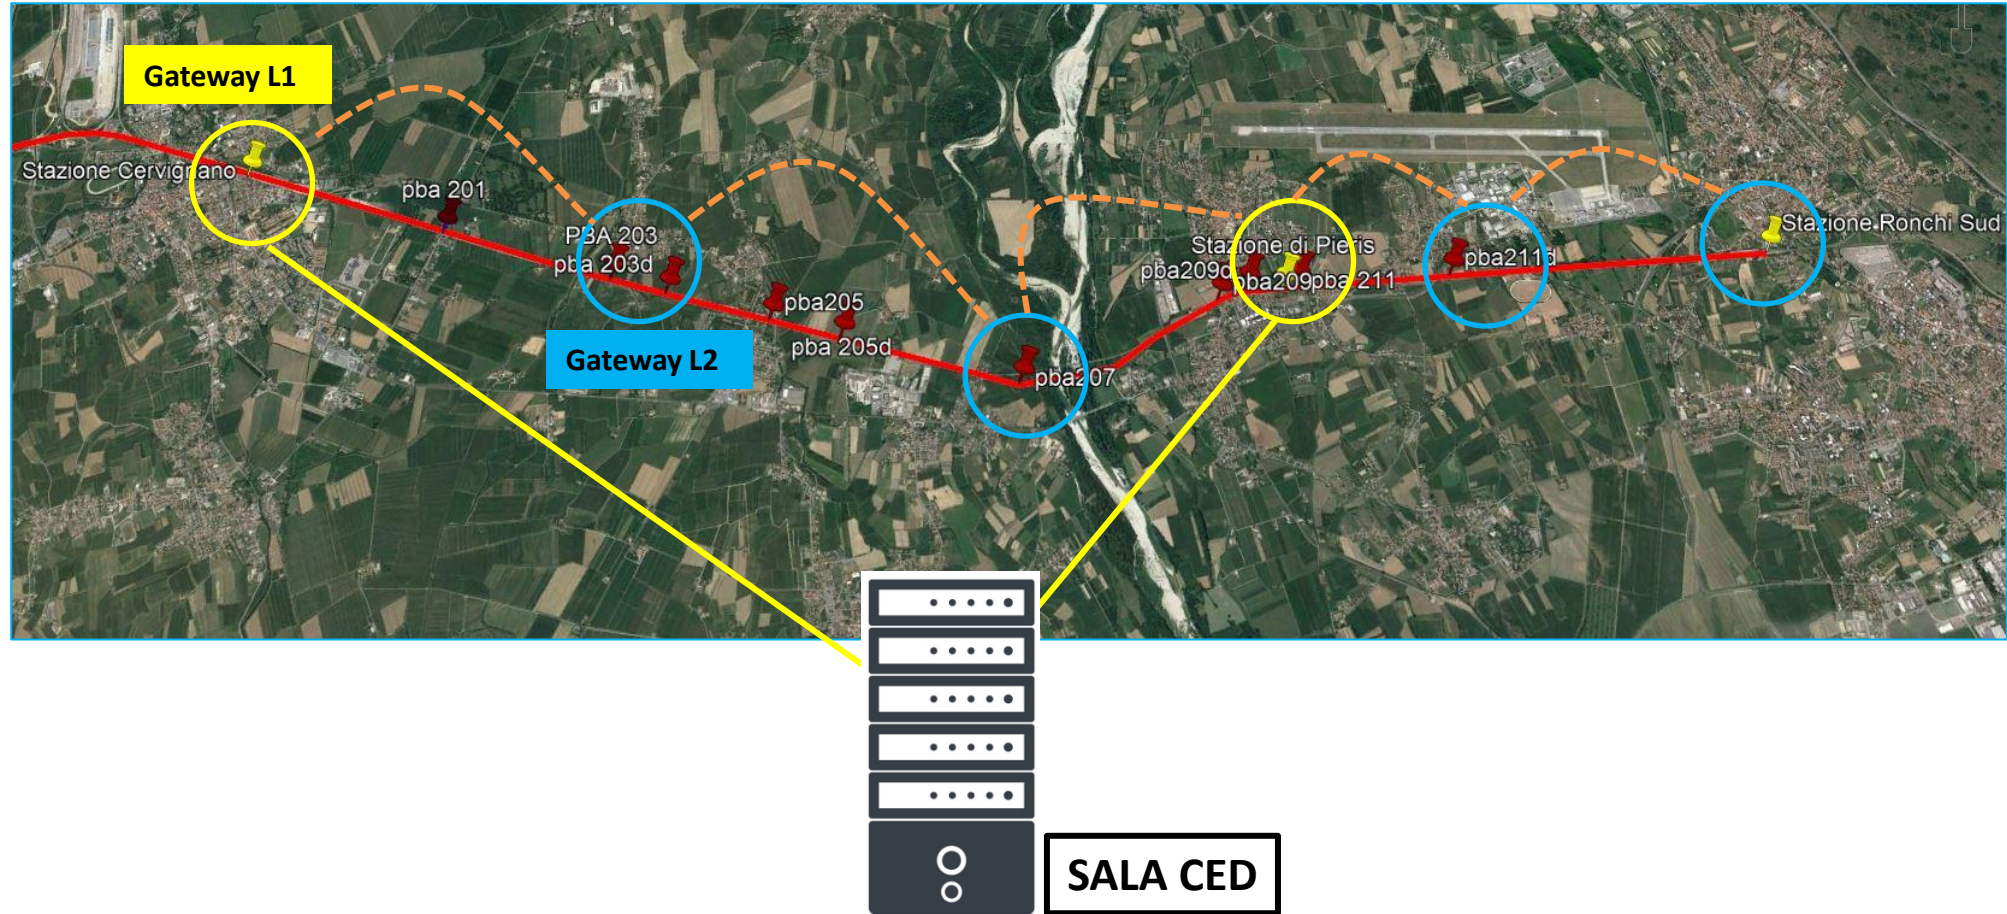 Gateway L1
Stazione Cervignano
pba 201
PBA 203
pba 203d
Gateway L2
pba205
pba 205d
pba207
Stazione di Pieris
pba209d
pba209
pba 211
pba211d
Stazione Ronchi Sud
SALA CED